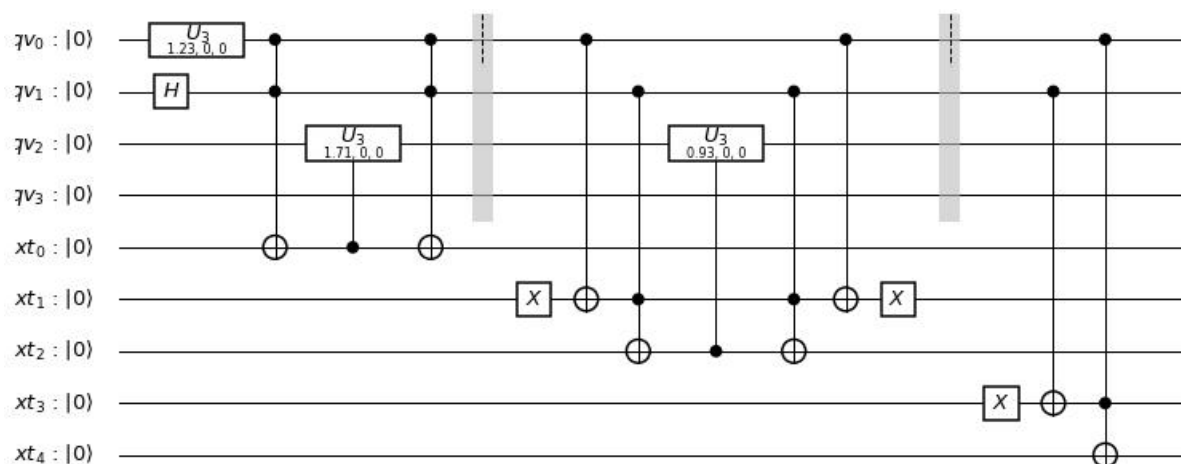 qv₀ : |0⟩ U₃ 1.23, 0, 0
qv₁ : |0⟩ H
qv₂ : |0⟩ U₃ 1.71, 0, 0 U₃ 0.93, 0, 0
qv₃ : |0⟩
xt₀ : |0⟩
xt₁ : |0⟩ X X
xt₂ : |0⟩
xt₃ : |0⟩ X
xt₄ : |0⟩